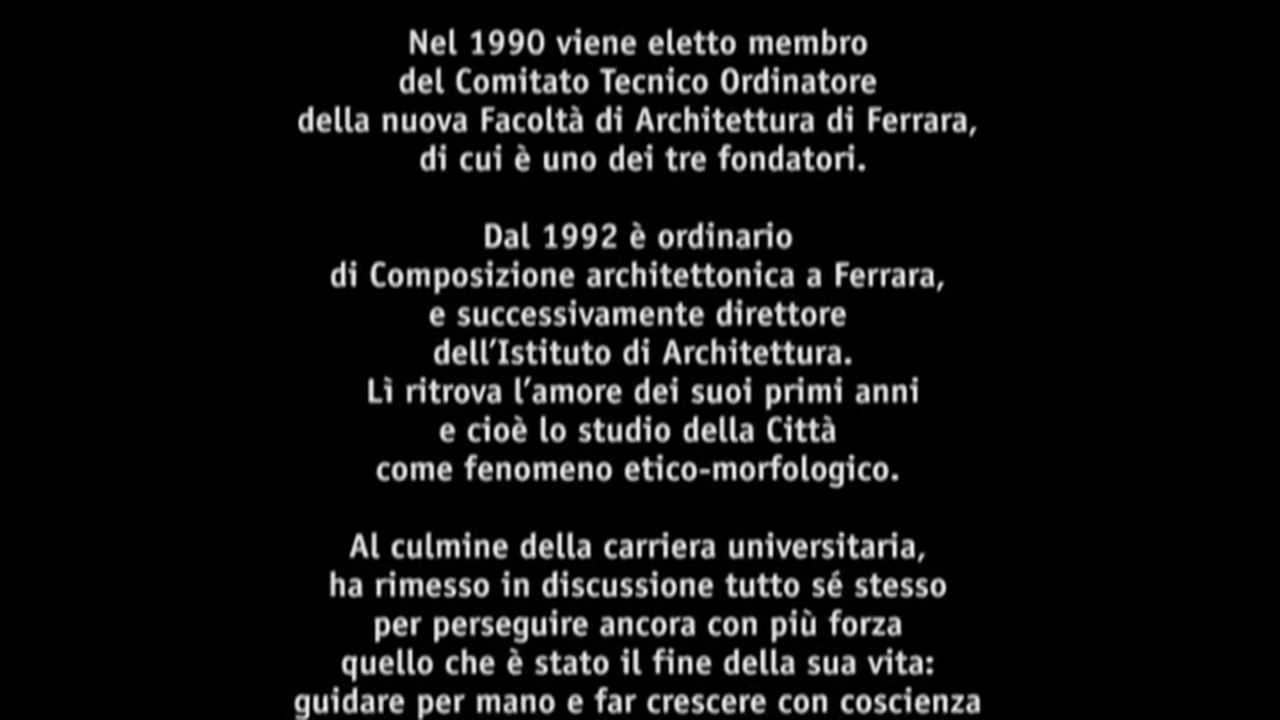 Nel 1990 viene eletto membro
del Comitato Tecnico Ordinatore
della nuova Facoltà di Architettura di Ferrara,
di cui è uno dei tre fondatori.
Dal 1992 è ordinario
di Composizione architettonica a Ferrara,
e successivamente direttore
dell'Istituto di Architettura.
Lì ritrova l'amore dei suoi primi anni
e cioè lo studio della Città
come fenomeno etico-morfologico.
Al culmine della carriera universitaria,
ha rimesso in discussione tutto sé stesso
per perseguire ancora con più forza
quello che è stato il fine della sua vita:
guidare per mano e far crescere con coscienza